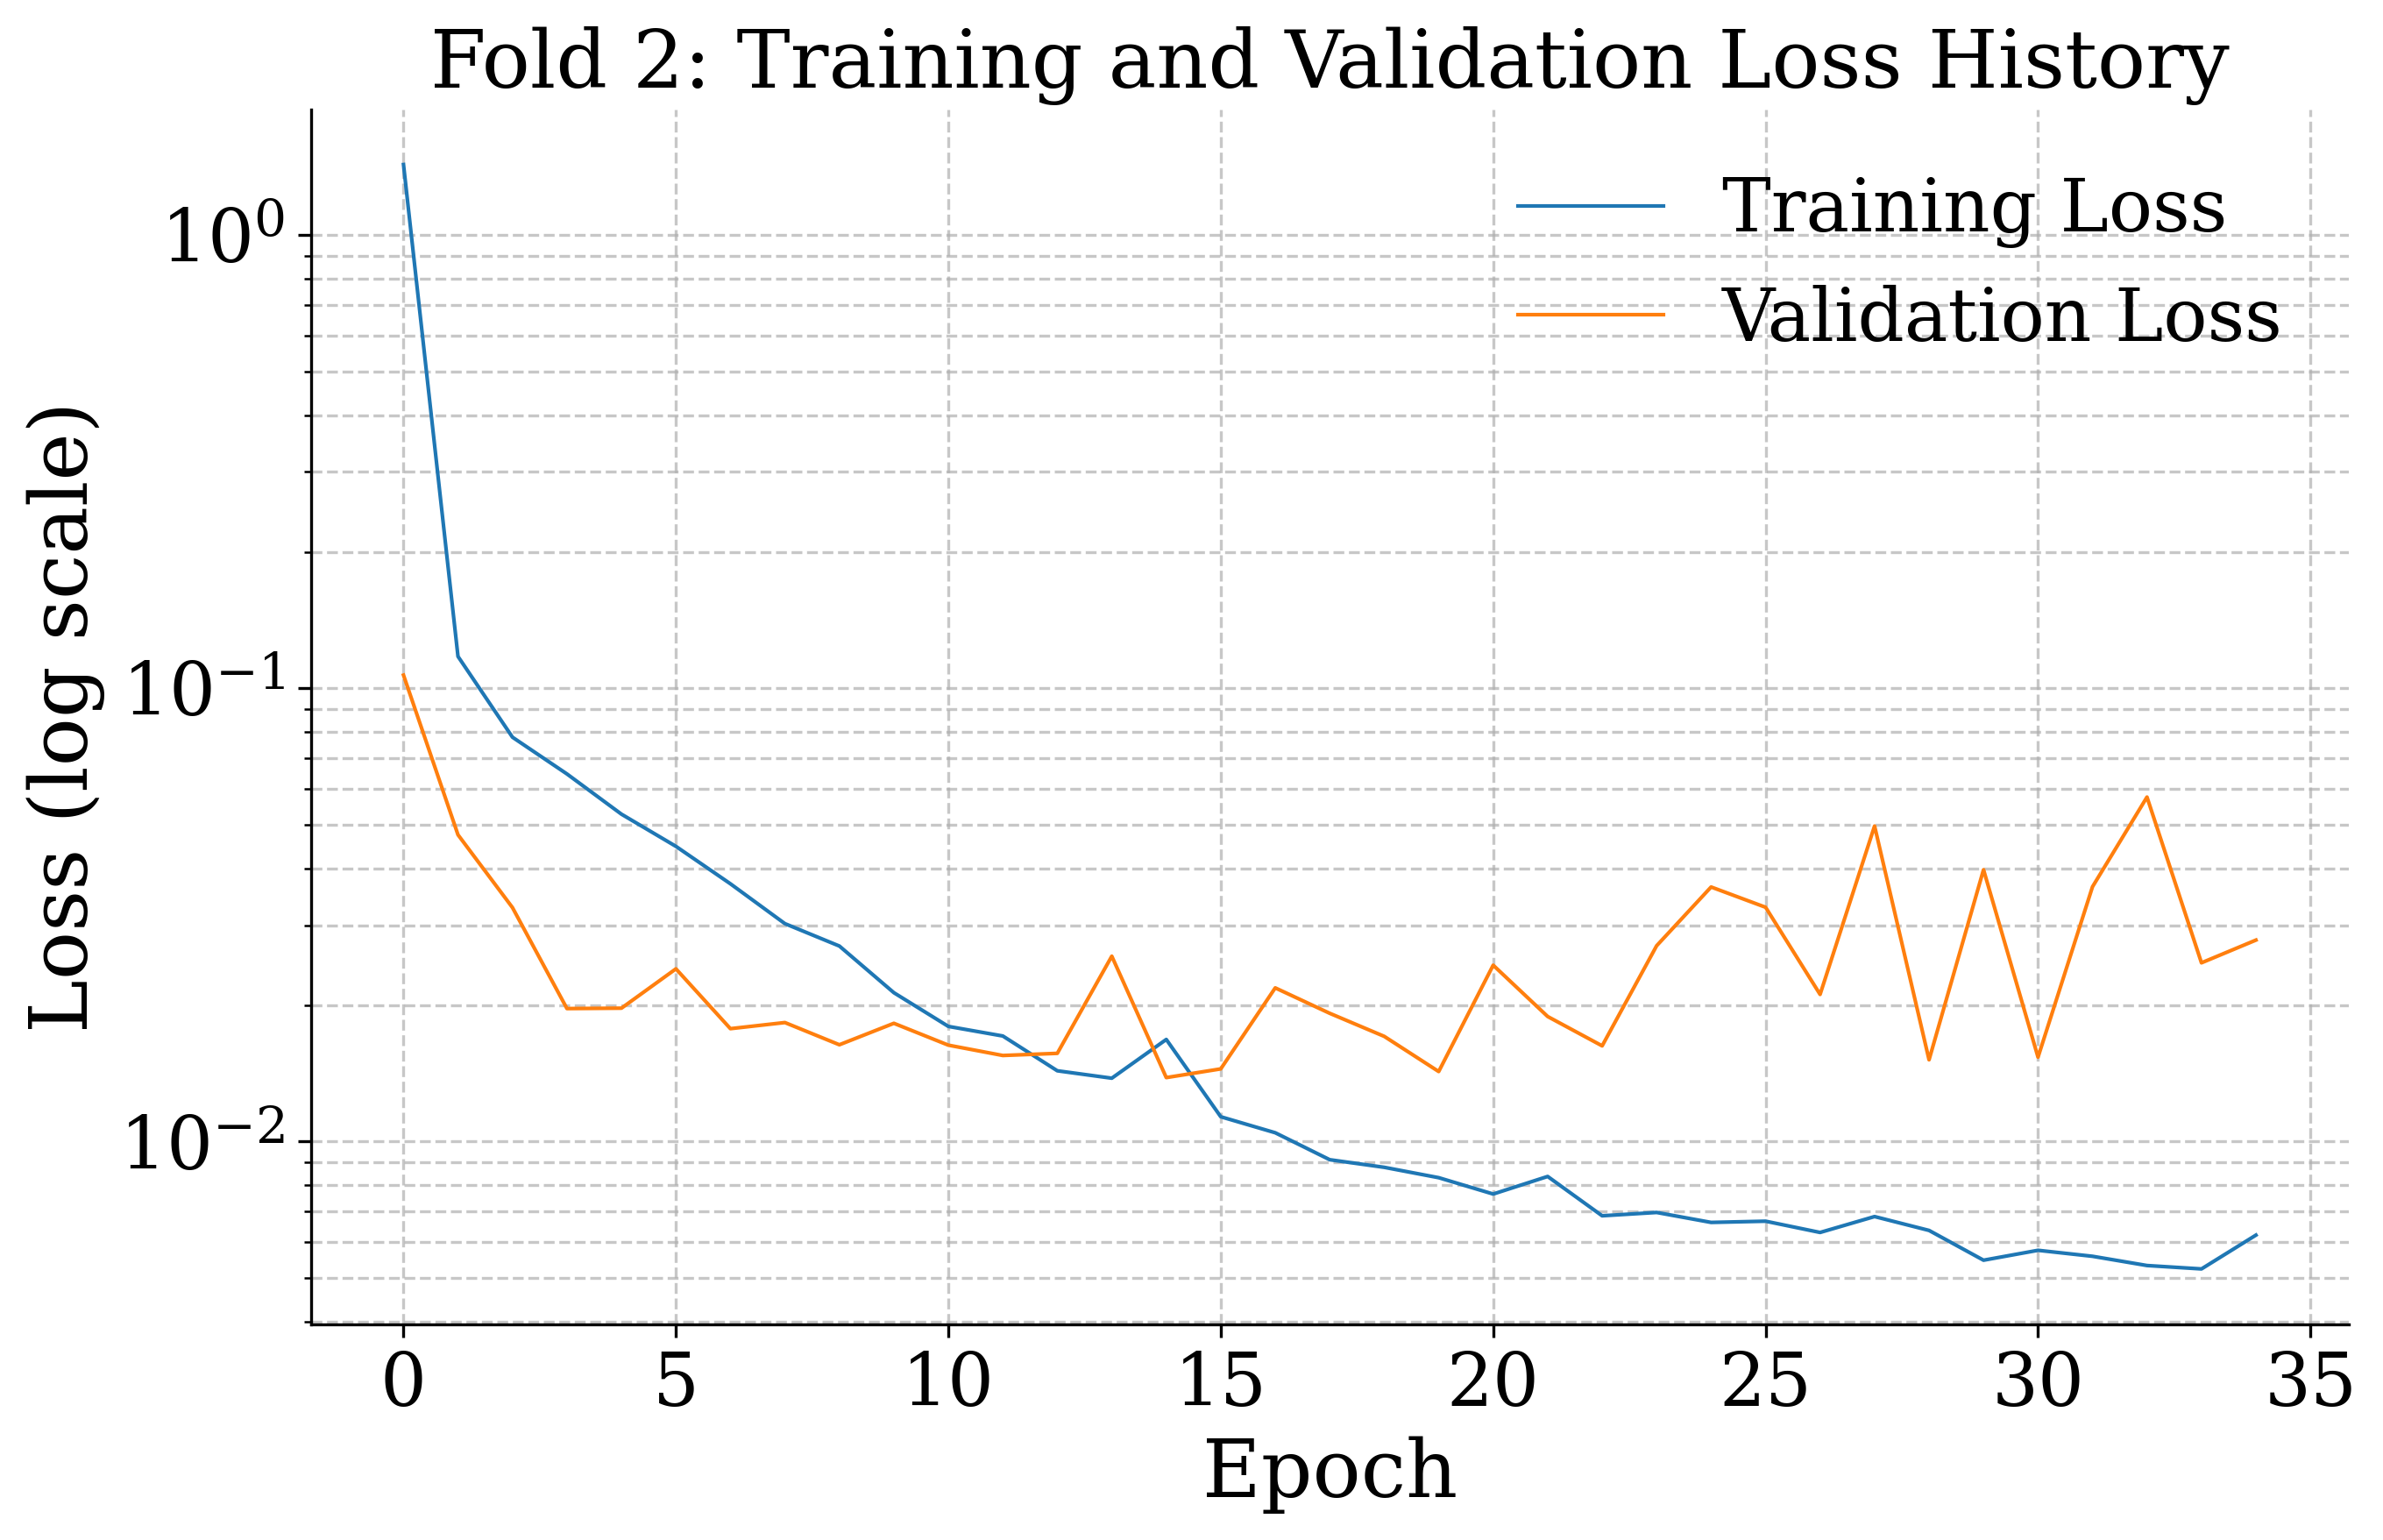 Fold 2: Training and Validation Loss History
Training Loss
Validation Loss
Loss (log scale)
10⁰
10⁻¹
10⁻²
0 5 10 15 20 25 30 35
Epoch